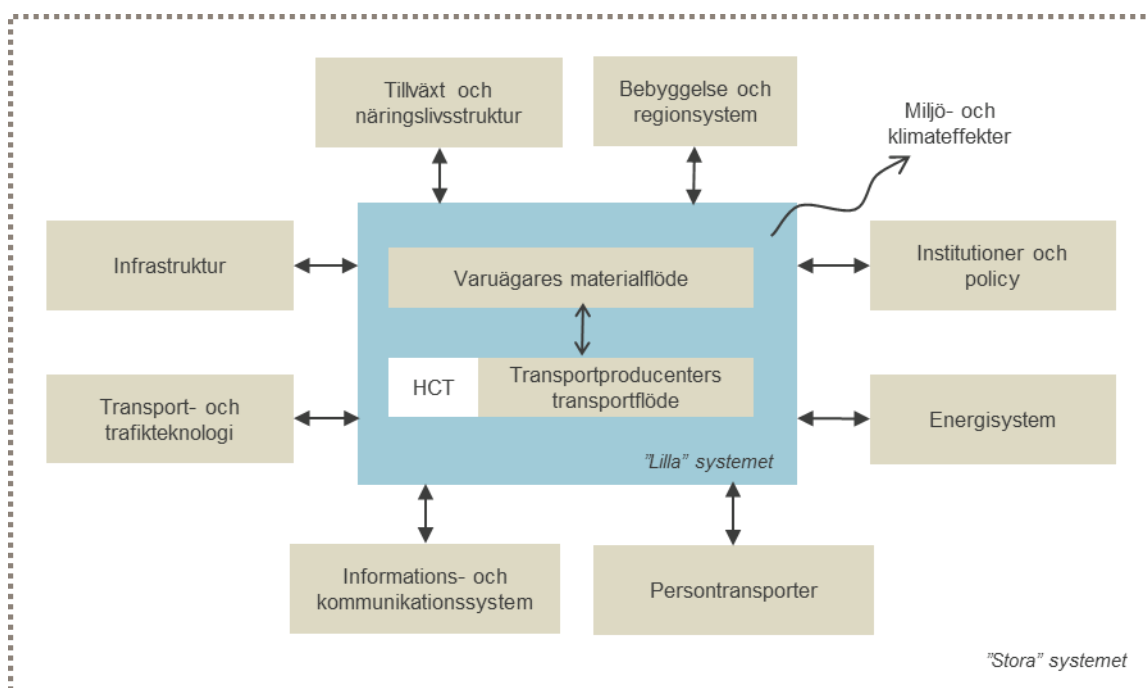 Tillväxt och
näringslivsstruktur
Bebyggelse och
regionsystem
Miljö- och
klimateffekter
Infrastruktur
Varuägares materialflöde
Institutioner och
policy
HCT
Transportproducenters
transportflöde
Transport- och
trafikteknologi
Energisystem
”Lilla” systemet
Informations- och
kommunikationssystem
Persontransporter
”Stora” systemet